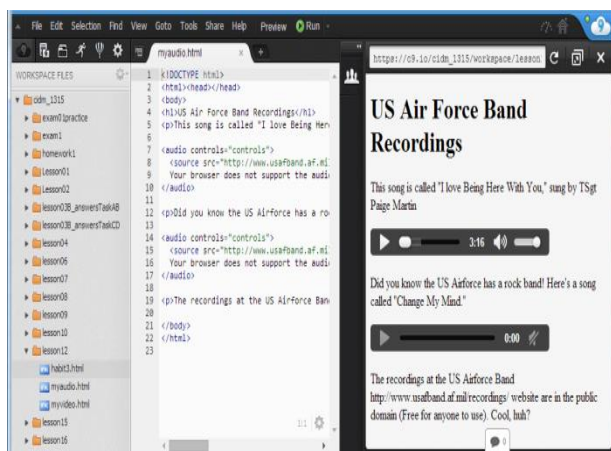 File Edit Selection Find View Goto Tools Share Help Preview Run
myaudio.html
https://c9.io/cidm_1315/workspace/lesson
WORKSPACE FILES
cidm_1315
exam01practice
exam1
homework1
Lesson01
Lesson02
lesson03B_answersTaskAB
lesson03B_answersTaskCD
lesson04
lesson06
lesson07
lesson08
lesson09
lesson10
lesson12
habit3.html
myaudio.html
myvideo.html
lesson15
lesson16
1 <!DOCTYPE html>
2 <html><head></head>
3 <body>
4 <h1>US Air Force Band Recordings</h1>
5 <p>This song is called "I love Being Here
6
7 <audio controls="controls">
8 <source src="http://www.usafband.af.mil
9 Your browser does not support the audi
10 </audio>
11
12 <p>Did you know the US Airforce has a roc
13
14 <audio controls="controls">
15 <source src="http://www.usafband.af.mil
16 Your browser does not support the audi
17 </audio>
18
19 <p>The recordings at the US Airforce Ban
20
21 </body>
22 </html>
23
1:1
US Air Force Band
Recordings
This song is called "I love Being Here With You," sung by TSgt
Paige Martin
3:16
Did you know the US Airforce has a rock band! Here's a song
called "Change My Mind."
0:00
The recordings at the US Airforce Band
http://www.usafband.af.mil/recordings/ website are in the public
domain (Free for anyone to use). Cool, huh?
0